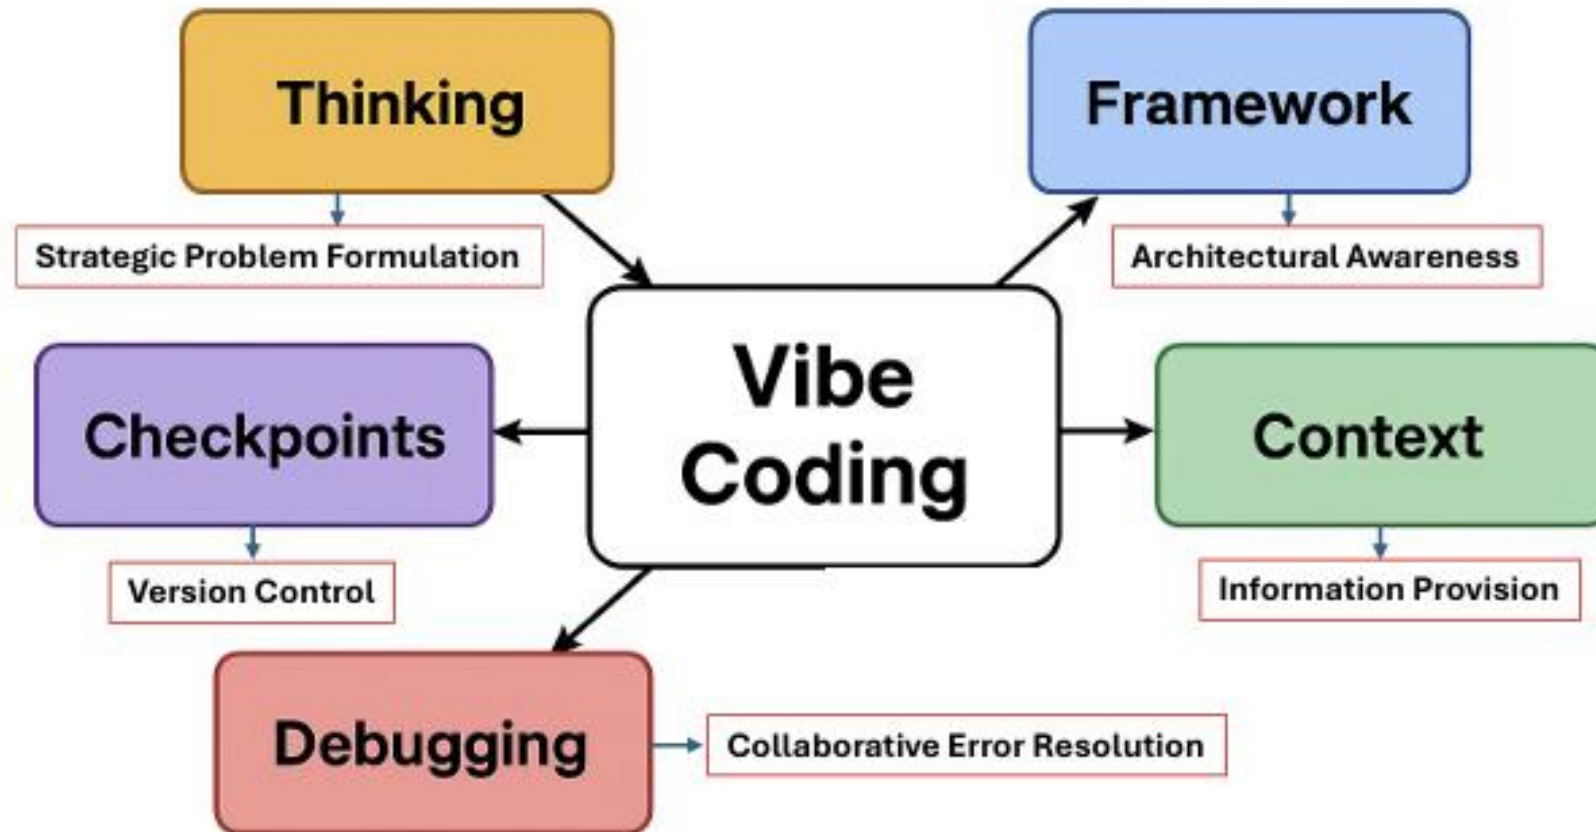 Thinking
Framework
Strategic Problem Formulation
Architectural Awareness
Vibe
Coding
Checkpoints
Context
Version Control
Information Provision
Debugging
Collaborative Error Resolution